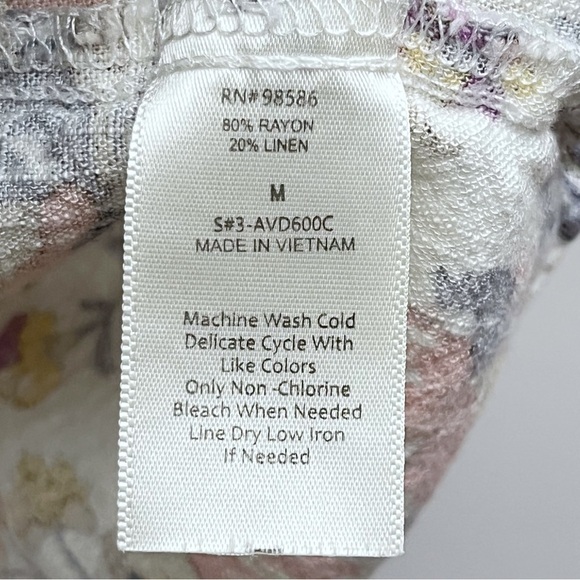 RN#98586
80% RAYON
20% LINEN
M
S#3-AVD600C
MADE IN VIETNAM
Machine Wash Cold
Delicate Cycle With
Like Colors
Only Non -Chlorine
Bleach When Needed
Line Dry Low Iron
If Needed